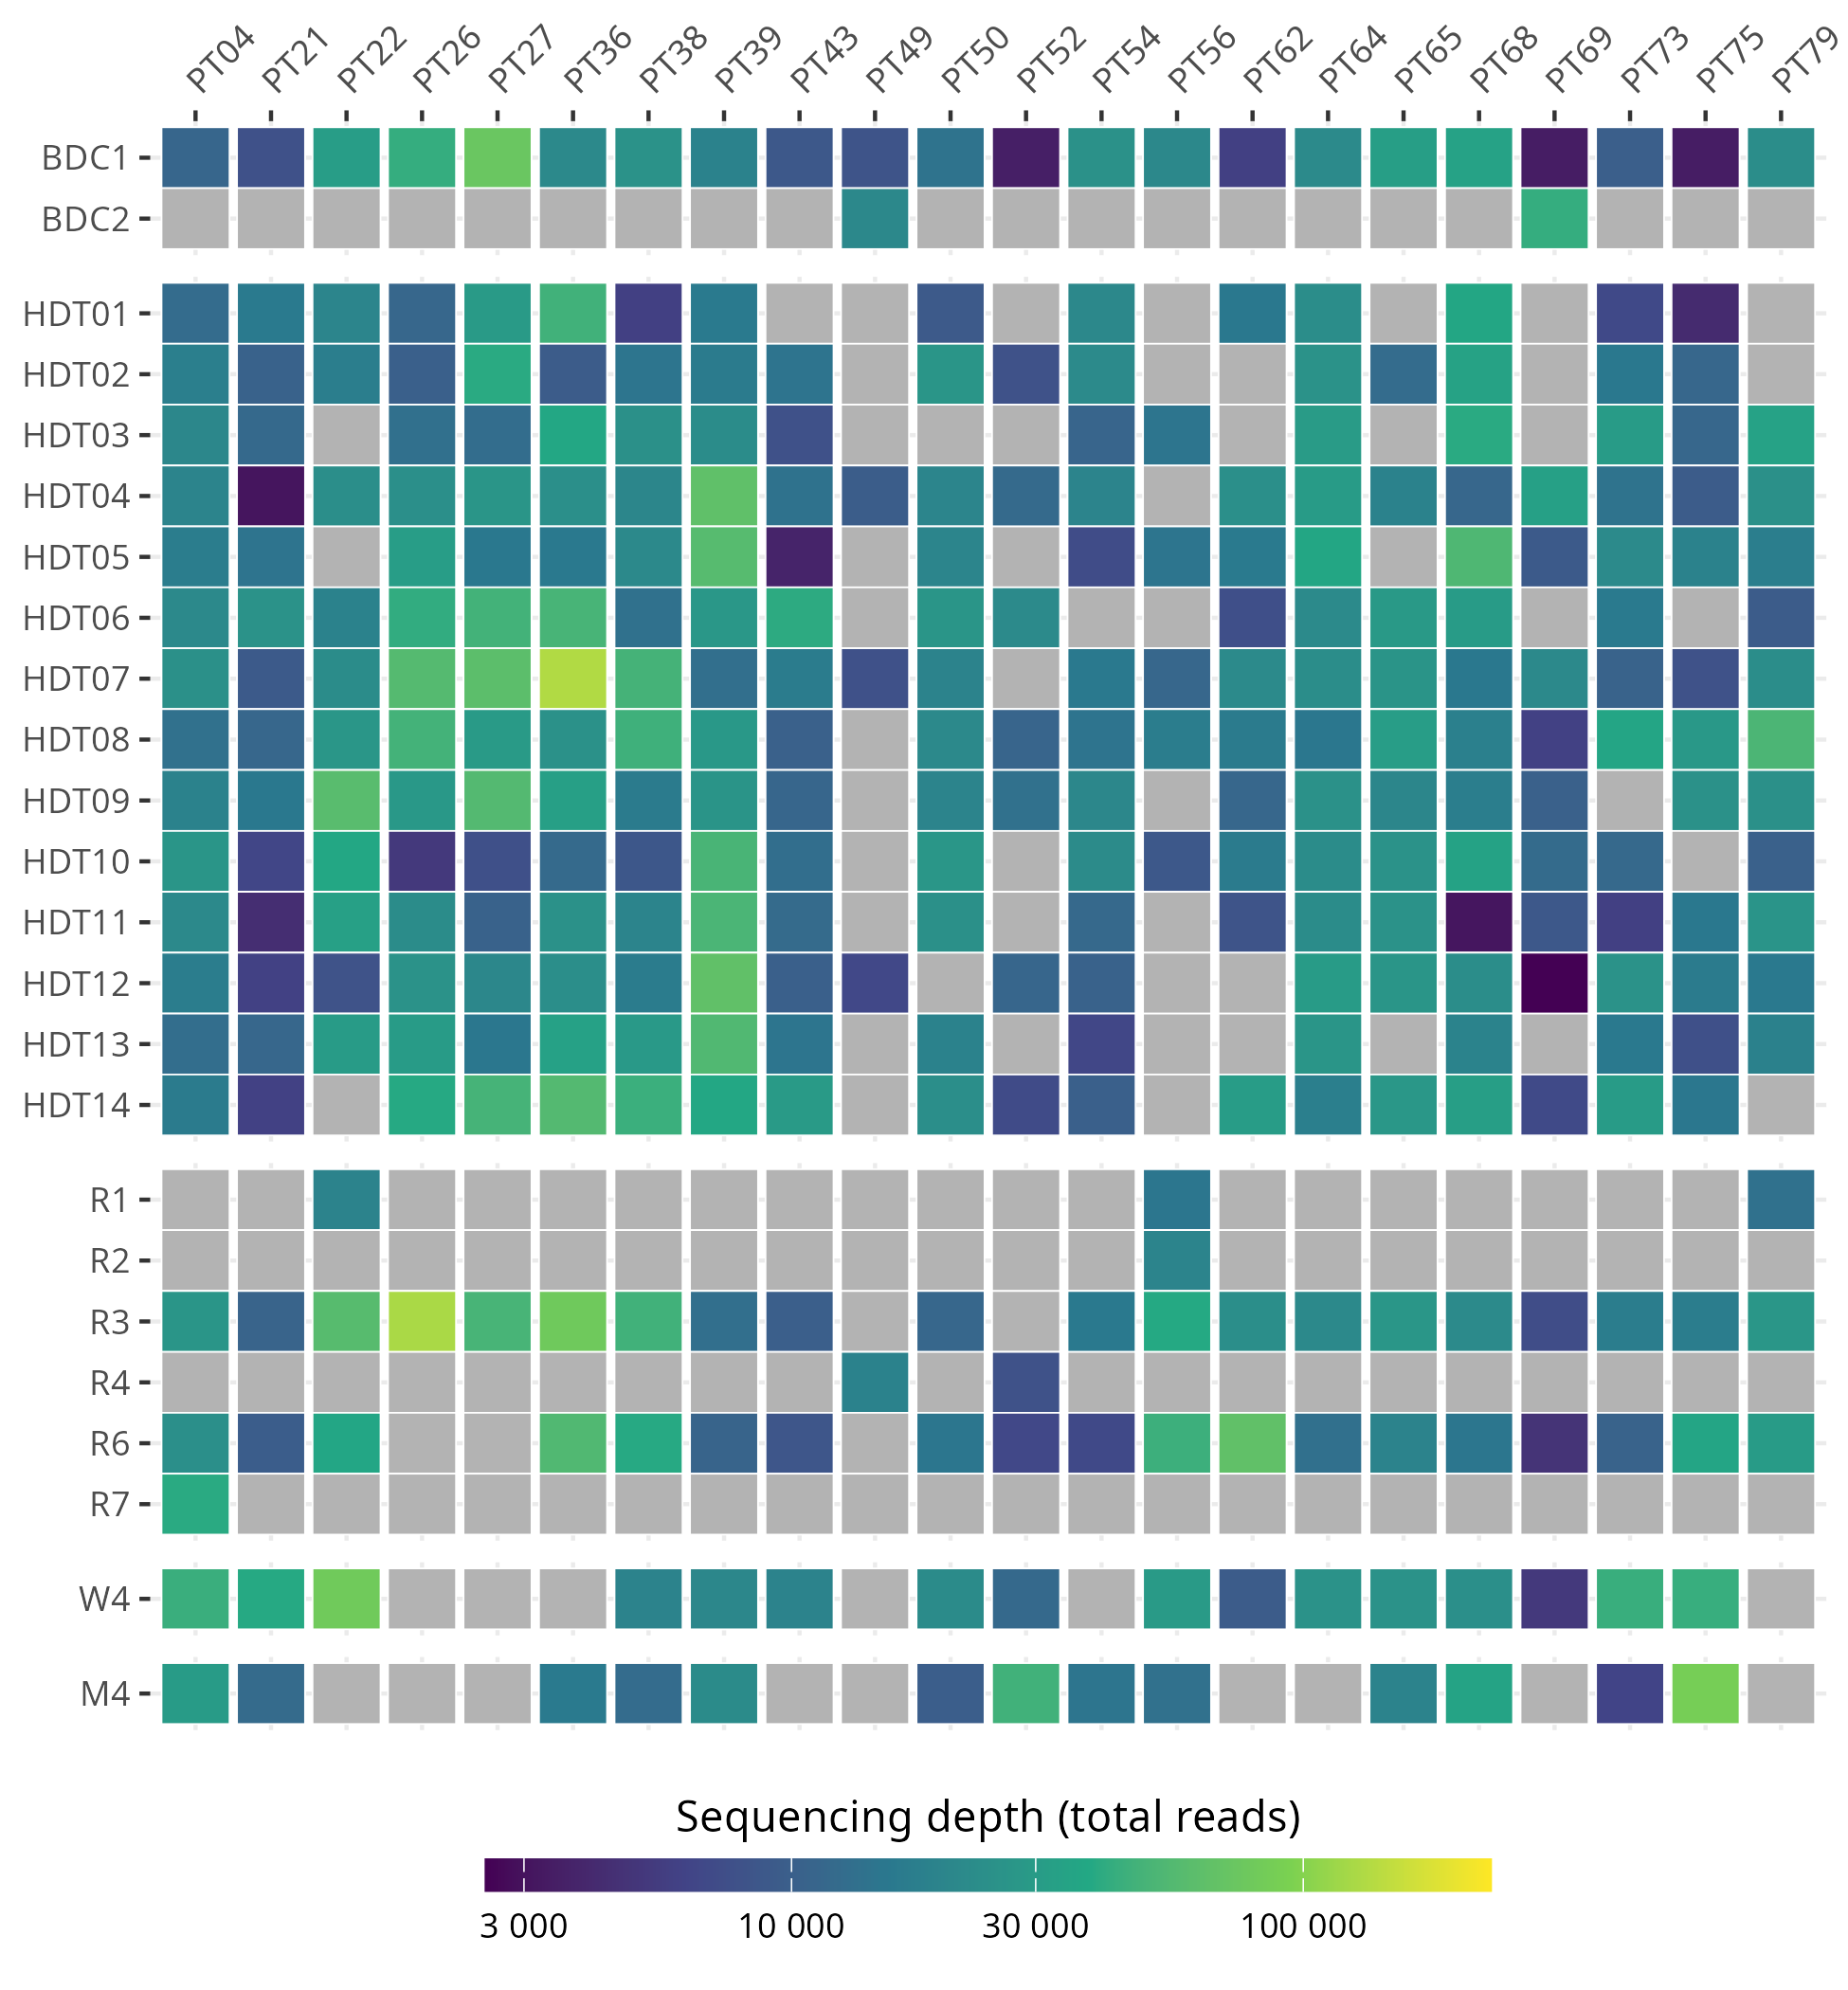 PT04 PT21 PT22 PT26 PT27 PT36 PT38 PT39 PT43 PT49 PT50 PT52 PT54 PT56 PT62 PT64 PT65 PT68 PT69 PT73 PT75 PT79
BDC1
BDC2
HDT01
HDT02
HDT03
HDT04
HDT05
HDT06
HDT07
HDT08
HDT09
HDT10
HDT11
HDT12
HDT13
HDT14
R1
R2
R3
R4
R6
R7
W4
M4
Sequencing depth (total reads)
3 000 10 000 30 000 100 000